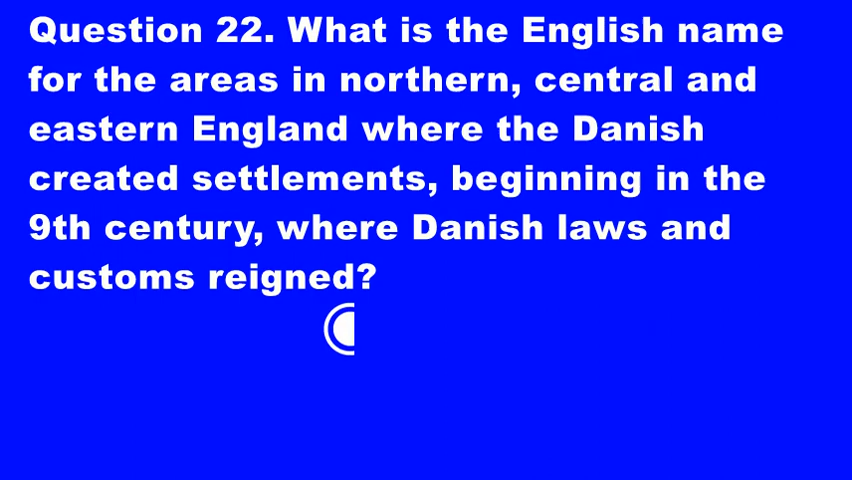 Question 22. What is the English name
for the areas in northern, central and
eastern England where the Danish
created settlements, beginning in the
9th century, where Danish laws and
customs reigned?